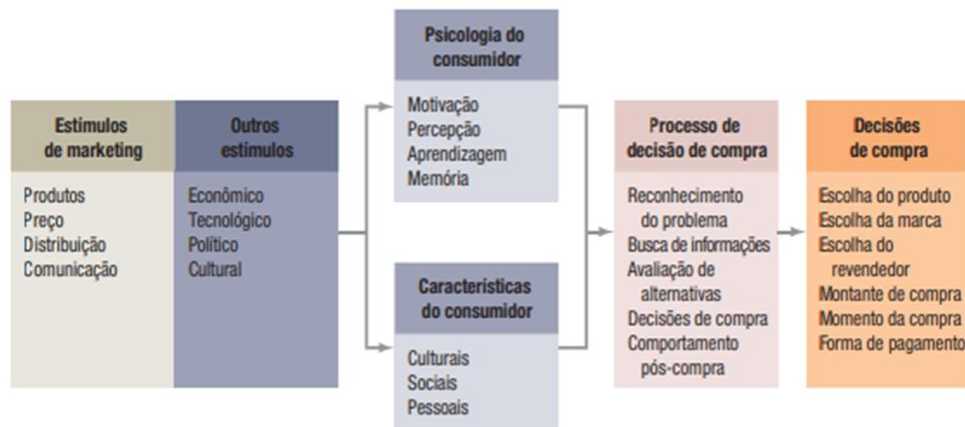 Estímulos
de marketing
Produtos
Preço
Distribuição
Comunicação
Outros
estímulos
Econômico
Tecnológico
Político
Cultural
Psicologia do
consumidor
Motivação
Percepção
Aprendizagem
Memória
Características
do consumidor
Culturais
Sociais
Pessoais
Processo de
decisão de compra
Reconhecimento
do problema
Busca de informações
Avaliação de
alternativas
Decisões de compra
Comportamento
pós-compra
Decisões
de compra
Escolha do produto
Escolha da marca
Escolha do
revendedor
Montante de compra
Momento da compra
Forma de pagamento